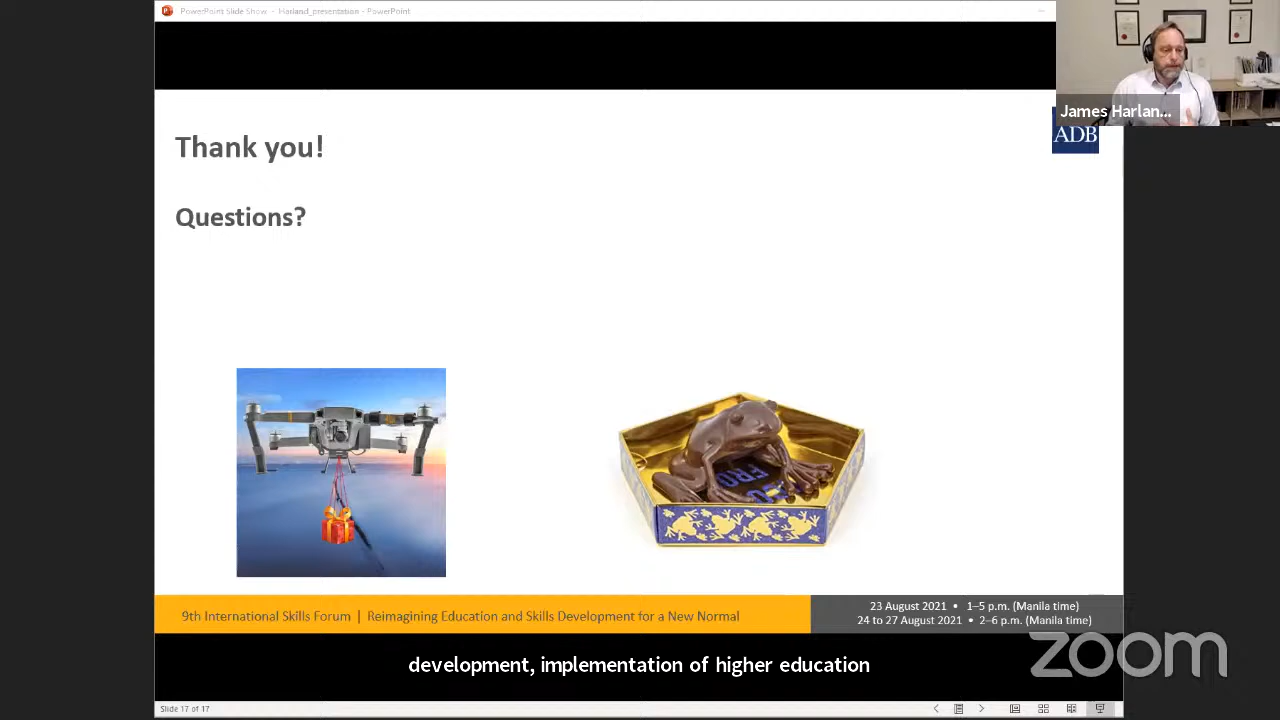 PowerPoint Slide Show - Harland_presentation - PowerPoint
James Harlan...
ADB
Thank you!
Questions?
FRO
9th International Skills Forum | Reimagining Education and Skills Development for a New Normal
23 August 2021 • 1–5 p.m. (Manila time)
24 to 27 August 2021 • 2–6 p.m. (Manila time)
development, implementation of higher education
zoom
Slide 17 of 17